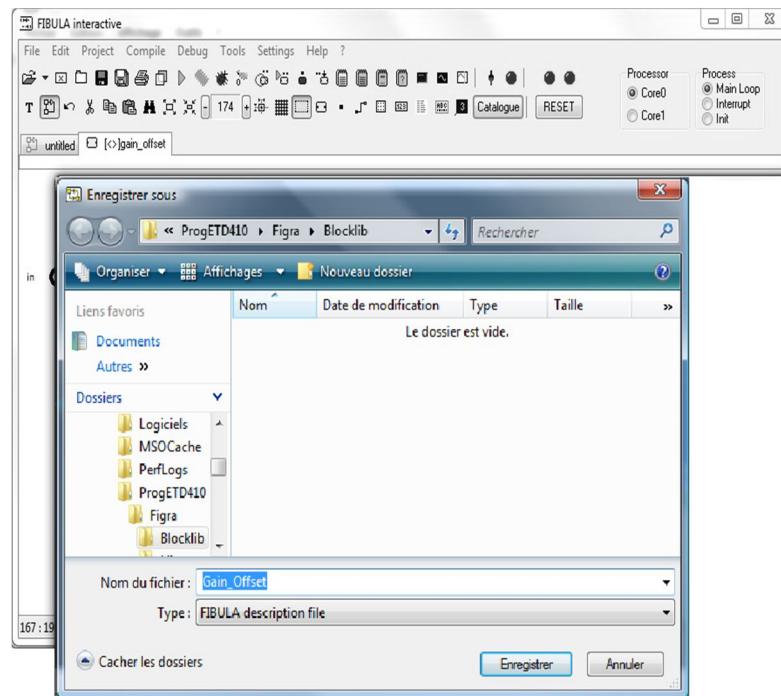 FIBULA interactive
File Edit Project Compile Debug Tools Settings Help ?
Processor
Process
Core0
Main Loop
T
174
Catalogue
RESET
Interrupt
Core1
Init
untitled
[<>]gain_offset
Enregistrer sous
« ProgETD410 Figra Blocklib
Rechercher
Organiser Affichages Nouveau dossier
Liens favoris
Nom Date de modification Type Taille »
Le dossier est vide.
Documents
Autres »
Dossiers
in
Logiciels
MSOCache
PerfLogs
ProgETD410
Figra
Blocklib
Nom du fichier : Gain_Offset
Type : FIBULA description file
167:19
Cacher les dossiers
Enregistrer
Annuler